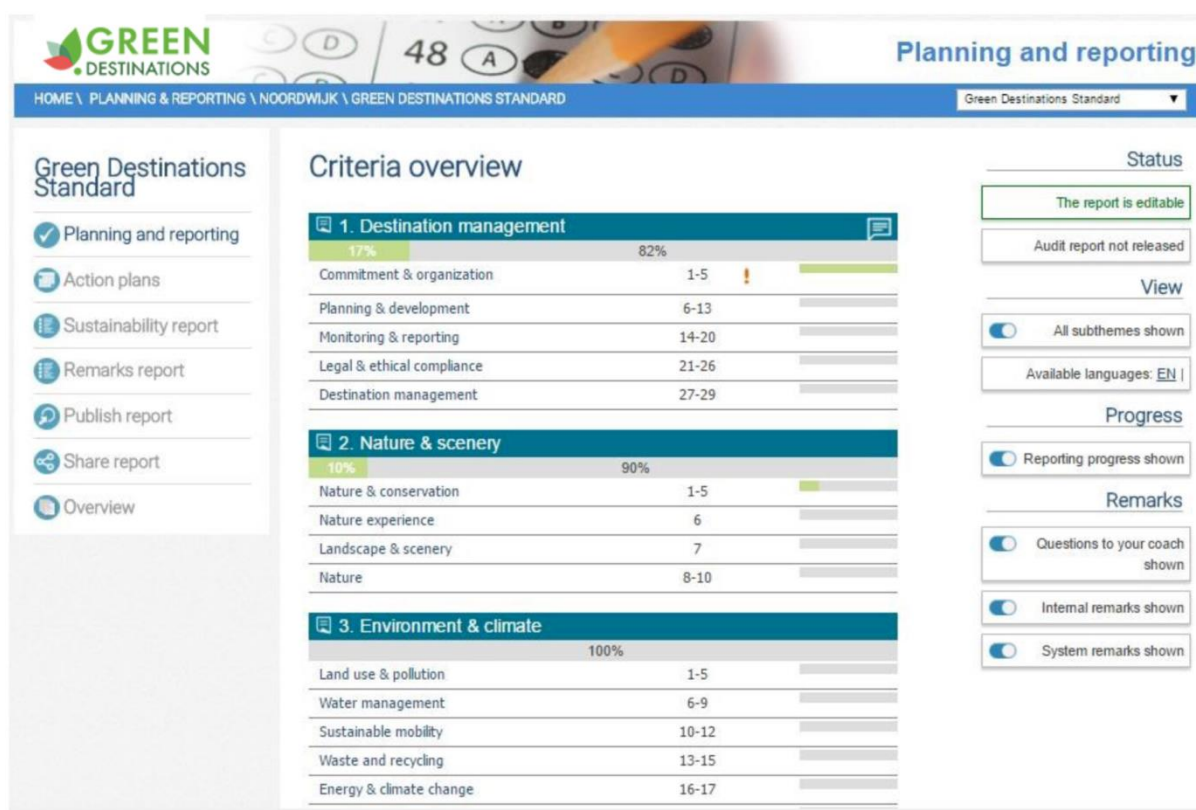 GREEN
DESTINATIONS
D
48
A
B
D
Planning and reporting
HOME \ PLANNING & REPORTING \ NOORDWIJK \ GREEN DESTINATIONS STANDARD
Green Destinations Standard
Green Destinations
Standard
Planning and reporting
Action plans
Sustainability report
Remarks report
Publish report
Share report
Overview
Criteria overview
1. Destination management
17% 82%
Commitment & organization 1-5 !
Planning & development 6-13
Monitoring & reporting 14-20
Legal & ethical compliance 21-26
Destination management 27-29
2. Nature & scenery
10% 90%
Nature & conservation 1-5
Nature experience 6
Landscape & scenery 7
Nature 8-10
3. Environment & climate
100%
Land use & pollution 1-5
Water management 6-9
Sustainable mobility 10-12
Waste and recycling 13-15
Energy & climate change 16-17
Status
The report is editable
Audit report not released
View
All subthemes shown
Available languages: EN |
Progress
Reporting progress shown
Remarks
Questions to your coach
shown
Internal remarks shown
System remarks shown